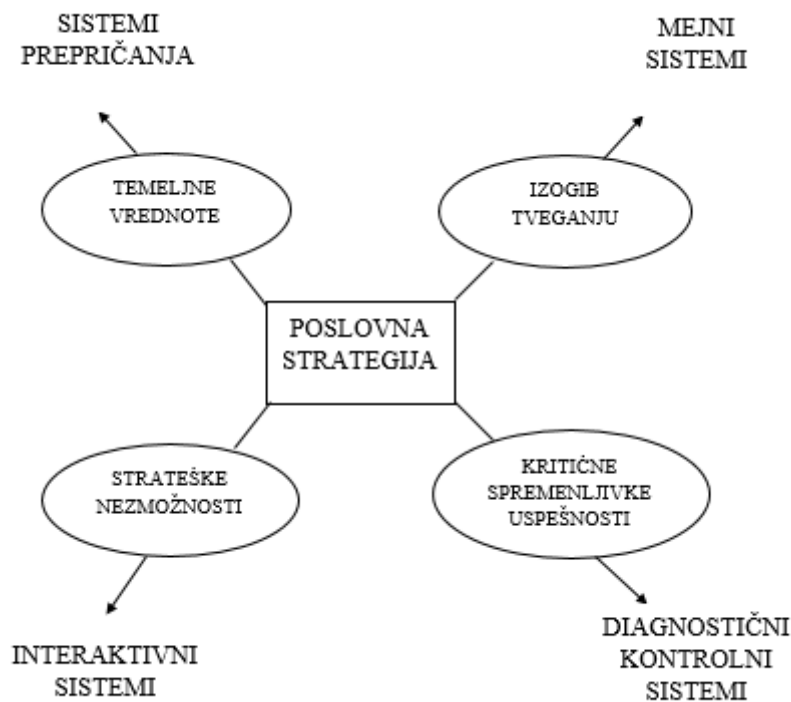 SISTEMI
PREPRIČANJA
MEJNI
SISTEMI
TEMELJNE
VREDNOTE
IZOGIB
TVEGANJU
POSLOVNA
STRATEGIJA
STRATEŠKE
NEZMOŽNOSTI
KRITIČNE
SPREMENLJIVKE
USPEŠNOSTI
INTERAKTIVNI
SISTEMI
DIAGNOSTIČNI
KONTROLNI
SISTEMI